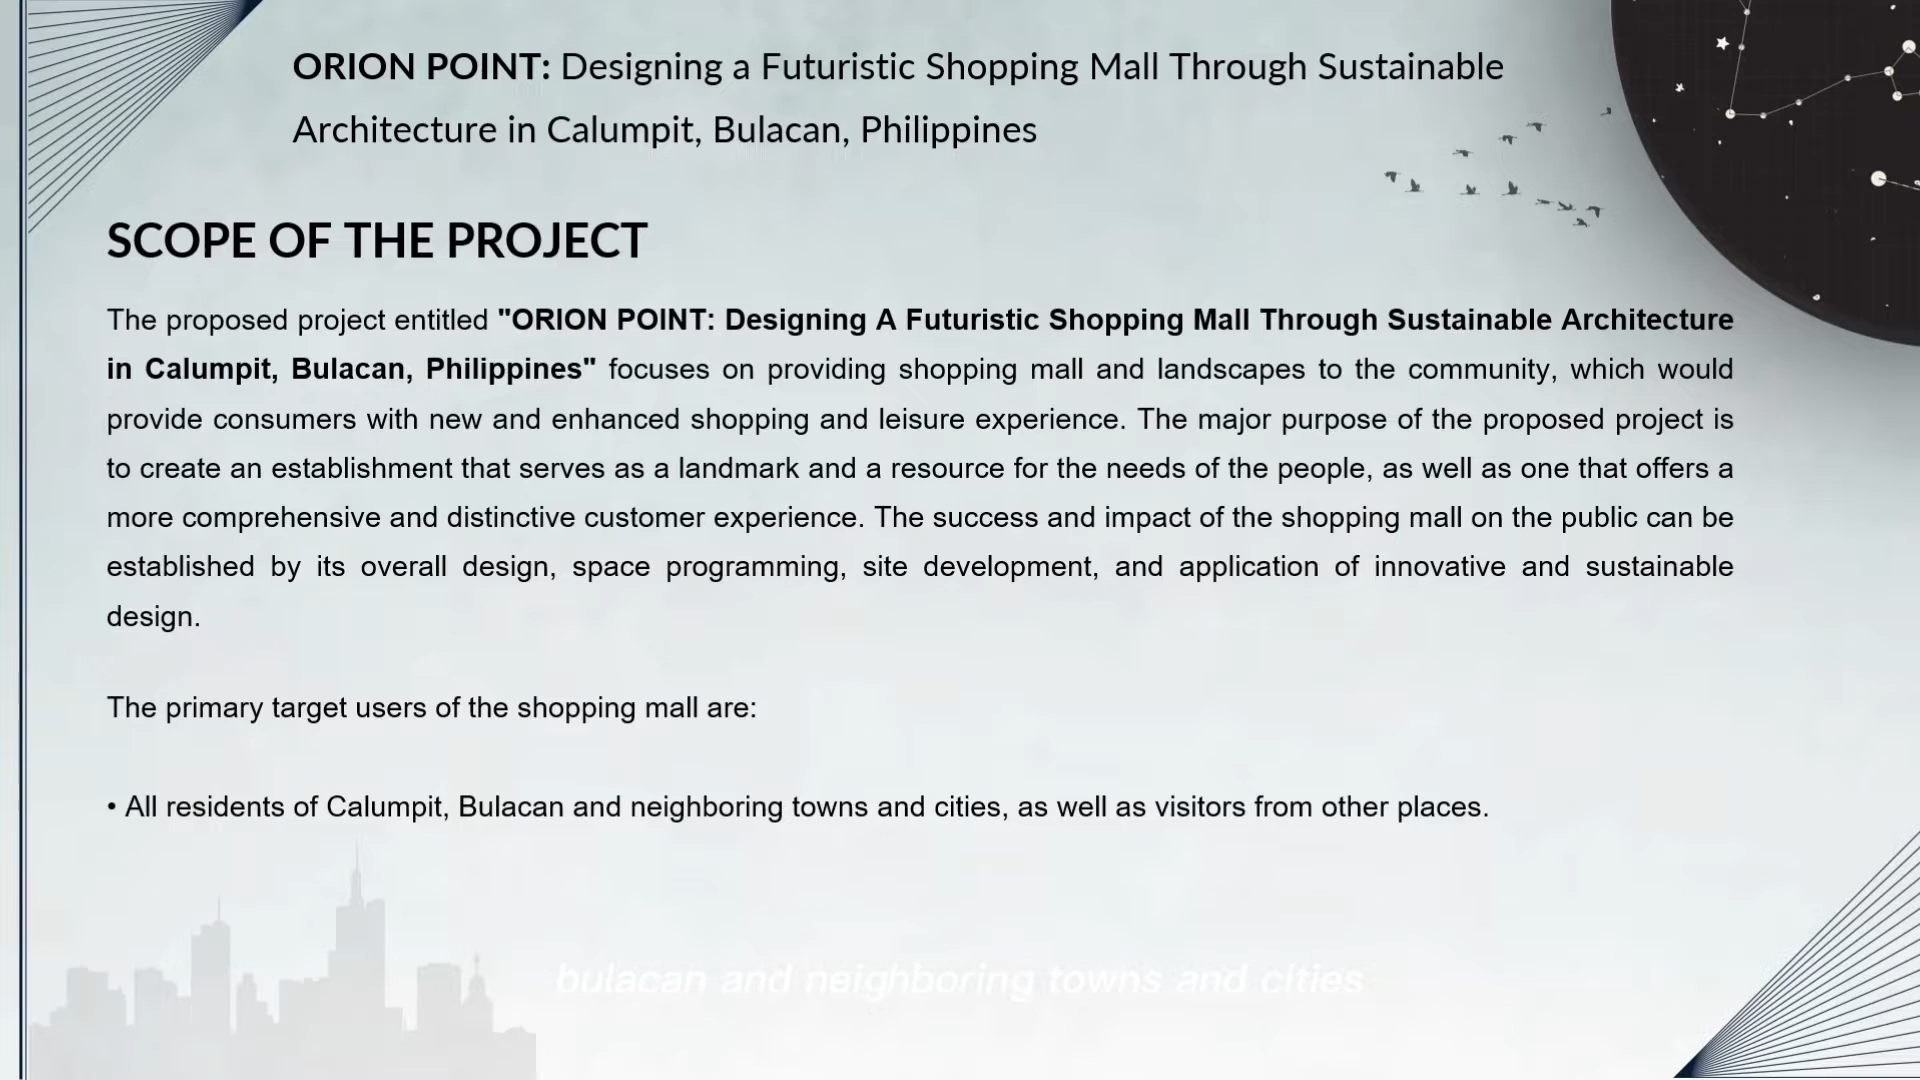 ORION POINT: Designing a Futuristic Shopping Mall Through Sustainable
Architecture in Calumpit, Bulacan, Philippines
SCOPE OF THE PROJECT
The proposed project entitled "ORION POINT: Designing A Futuristic Shopping Mall Through Sustainable Architecture
in Calumpit, Bulacan, Philippines" focuses on providing shopping mall and landscapes to the community, which would
provide consumers with new and enhanced shopping and leisure experience. The major purpose of the proposed project is
to create an establishment that serves as a landmark and a resource for the needs of the people, as well as one that offers a
more comprehensive and distinctive customer experience. The success and impact of the shopping mall on the public can be
established by its overall design, space programming, site development, and application of innovative and sustainable
design.
The primary target users of the shopping mall are:
• All residents of Calumpit, Bulacan and neighboring towns and cities, as well as visitors from other places.
bulacan and neighboring towns and cities